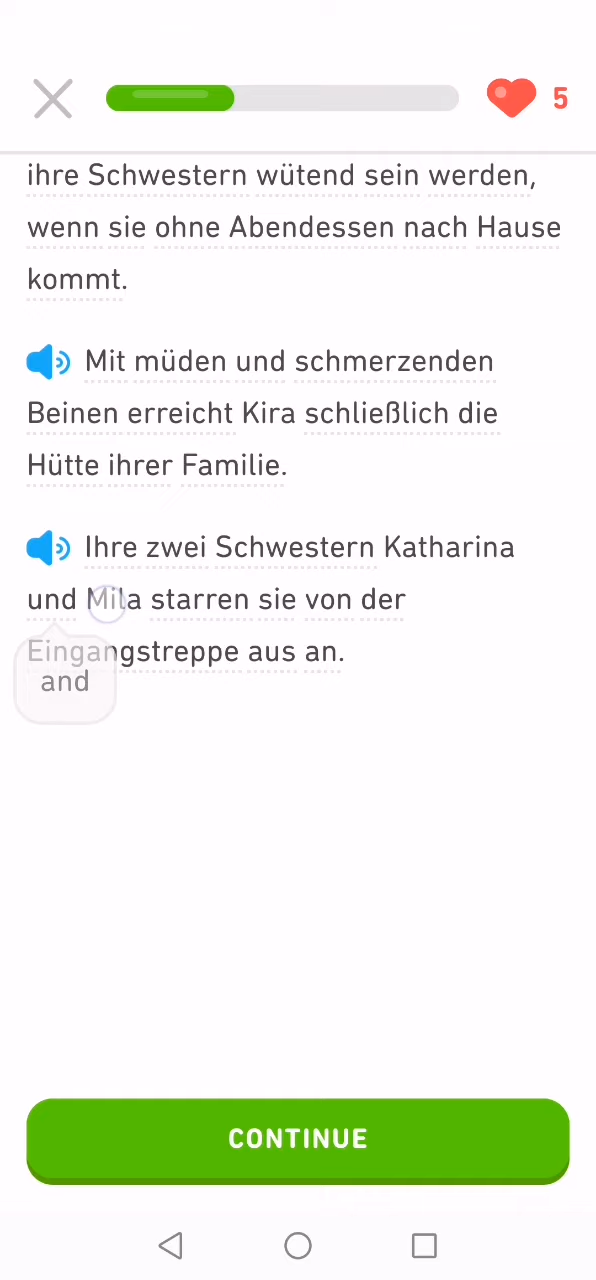 5
ihre Schwestern wütend sein werden,
wenn sie ohne Abendessen nach Hause
kommt.
Mit müden und schmerzenden
Beinen erreicht Kira schließlich die
Hütte ihrer Familie.
Ihre zwei Schwestern Katharina
und Mila starren sie von der
Eingangstreppe aus an.
and
CONTINUE